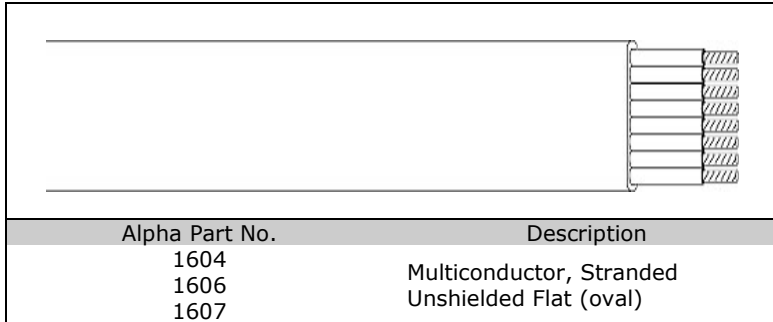 Alpha Part No. Description
1604
1606
1607
Multiconductor, Stranded
Unshielded Flat (oval)